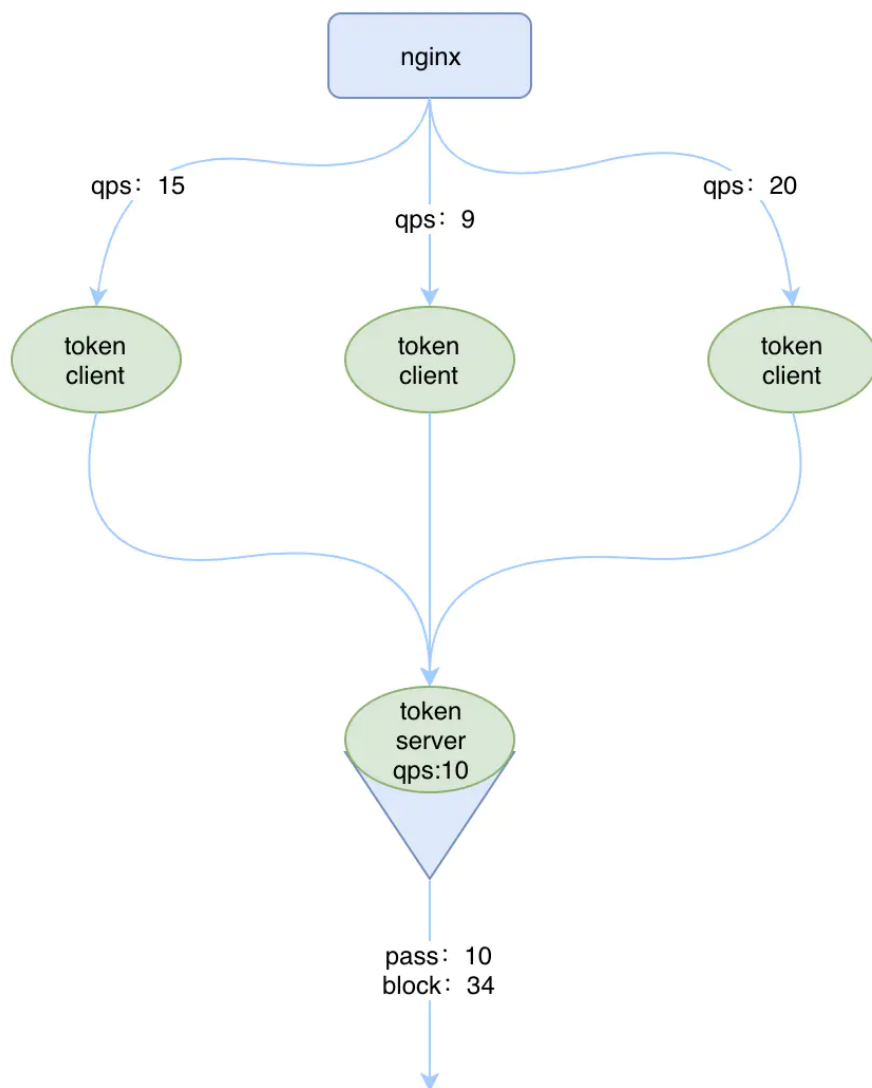 nginx
qps：15
qps：9
qps：20
token
client
token
client
token
client
token
server
qps:10
pass：10
block：34